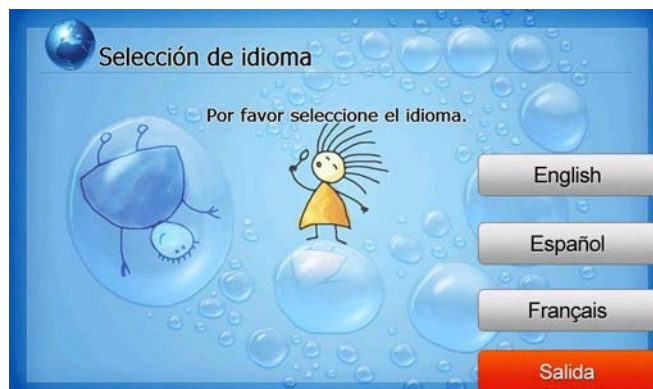 Selección de idioma
Por favor seleccione el idioma.
English
Español
Français
Salida